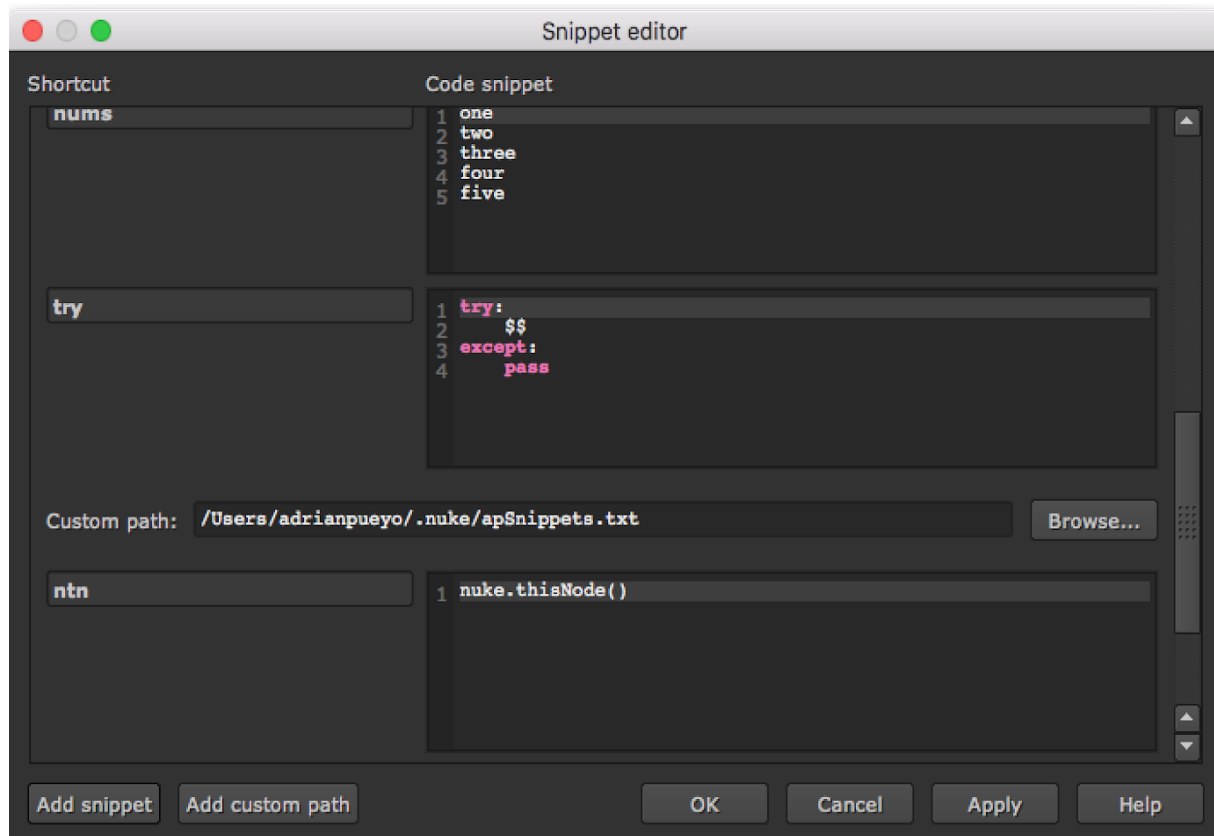 Snippet editor
Shortcut
Code snippet
nums
1 one
2 two
3 three
4 four
5 five
try
1 try:
2 $$
3 except:
4 pass
Custom path: /Users/adrianpueyo/.nuke/apSnippets.txt Browse...
ntn
1 nuke.thisNode()
Add snippet Add custom path OK Cancel Apply Help